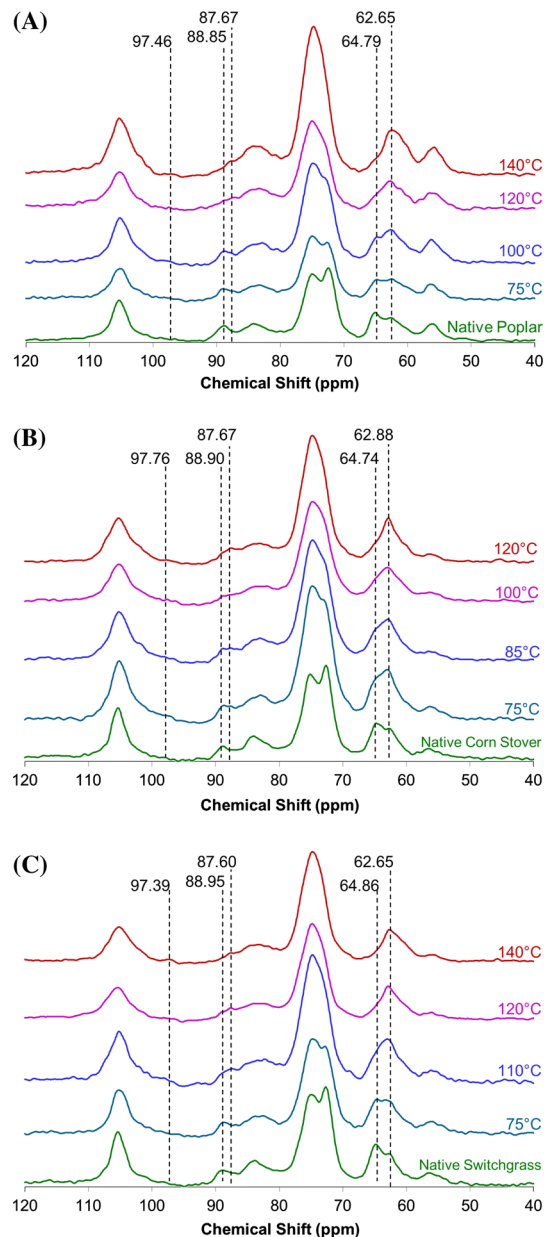 (A)
87.67
62.65
88.85
64.79
97.46
140°C
120°C
100°C
75°C
Native Poplar
120 110 100 90 80 70 60 50 40
Chemical Shift (ppm)
(B)
87.67
62.88
97.76 88.90
64.74
120°C
100°C
85°C
75°C
Native Corn Stover
120 110 100 90 80 70 60 50 40
Chemical Shift (ppm)
(C)
87.60
62.65
97.39
88.95
64.86
140°C
120°C
110°C
75°C
Native Switchgrass
120 110 100 90 80 70 60 50 40
Chemical Shift (ppm)